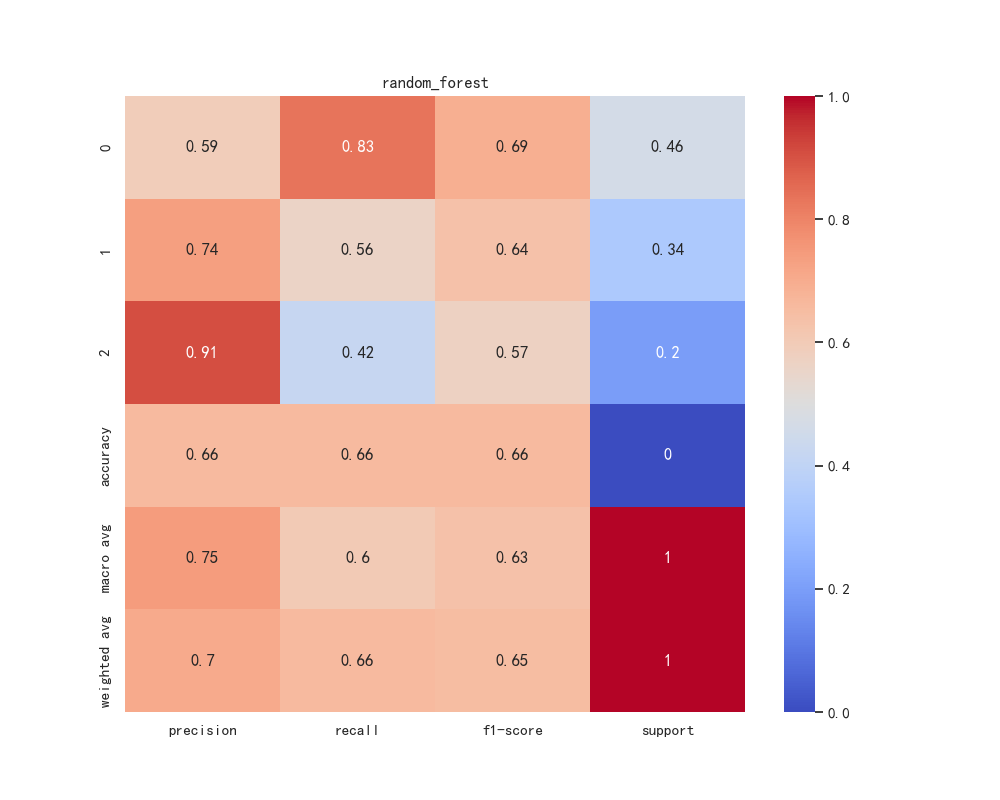 random_forest
0 0.59 0.83 0.69 0.46
1 0.74 0.56 0.64 0.34
2 0.91 0.42 0.57 0.2
accuracy 0.66 0.66 0.66 0
macro avg 0.75 0.6 0.63 1
weighted avg 0.7 0.66 0.65 1
precision recall f1-score support
1.0
0.8
0.6
0.4
0.2
0.0